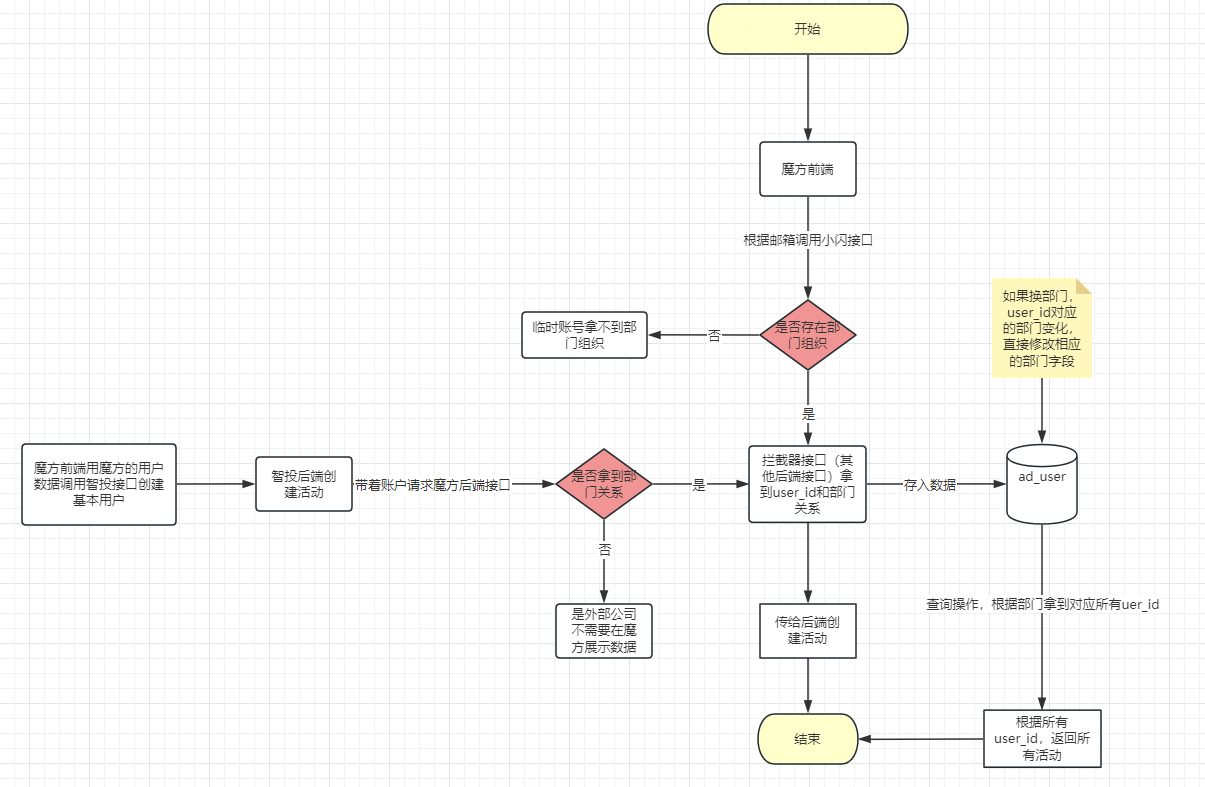 开始
魔方前端
根据邮箱调用小闪接口
如果换部门，
user_id对应
的部门变化，
直接修改相应
的部门字段
临时账号拿不到部
门组织
否
是否存在部
门组织
是
魔方前端用魔方的用户
数据调用智投接口创建
基本用户
智投后端创
建活动
带着账户请求魔方后端接口
是否拿到部
门关系
是
拦截器接口（其
他后端接口）拿
到user_id和部门
关系
存入数据
ad_user
否
是外部公司
不需要在魔
方展示数据
传给后端创
建活动
查询操作，根据部门拿到对应所有uer_id
结束
根据所有
user_id，返回所
有活动